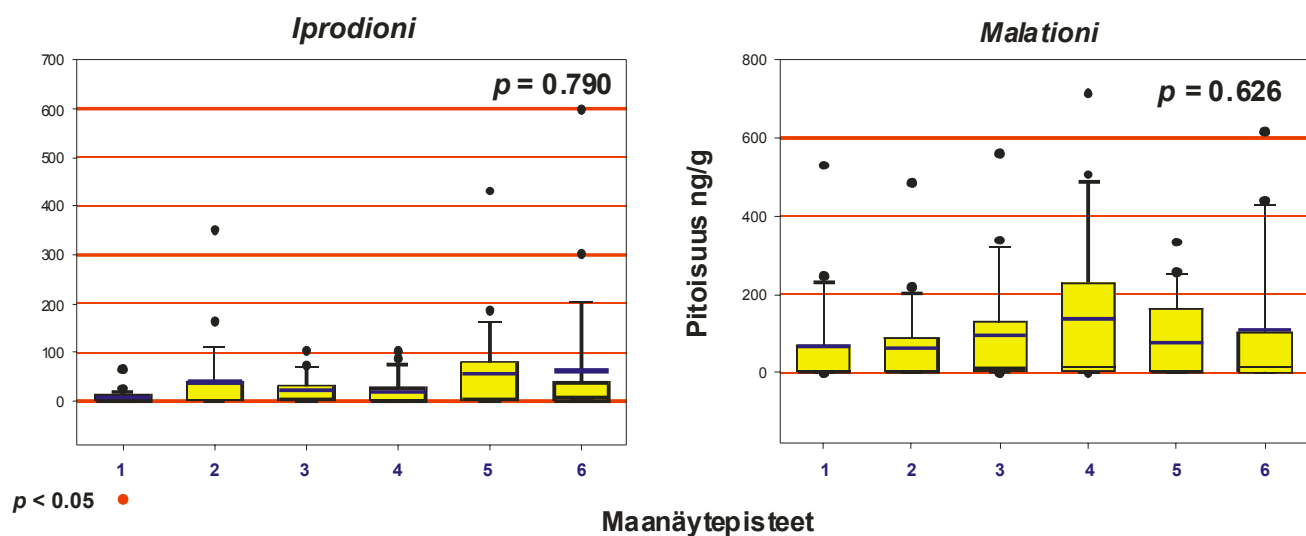 Iprodioni
p = 0.790
700
600
500
400
300
200
100
0
1 2 3 4 5 6
p < 0.05
Malationi
p = 0.626
Pitoisuus ng/g
800
600
400
200
0
1 2 3 4 5 6
Maanäytepisteet